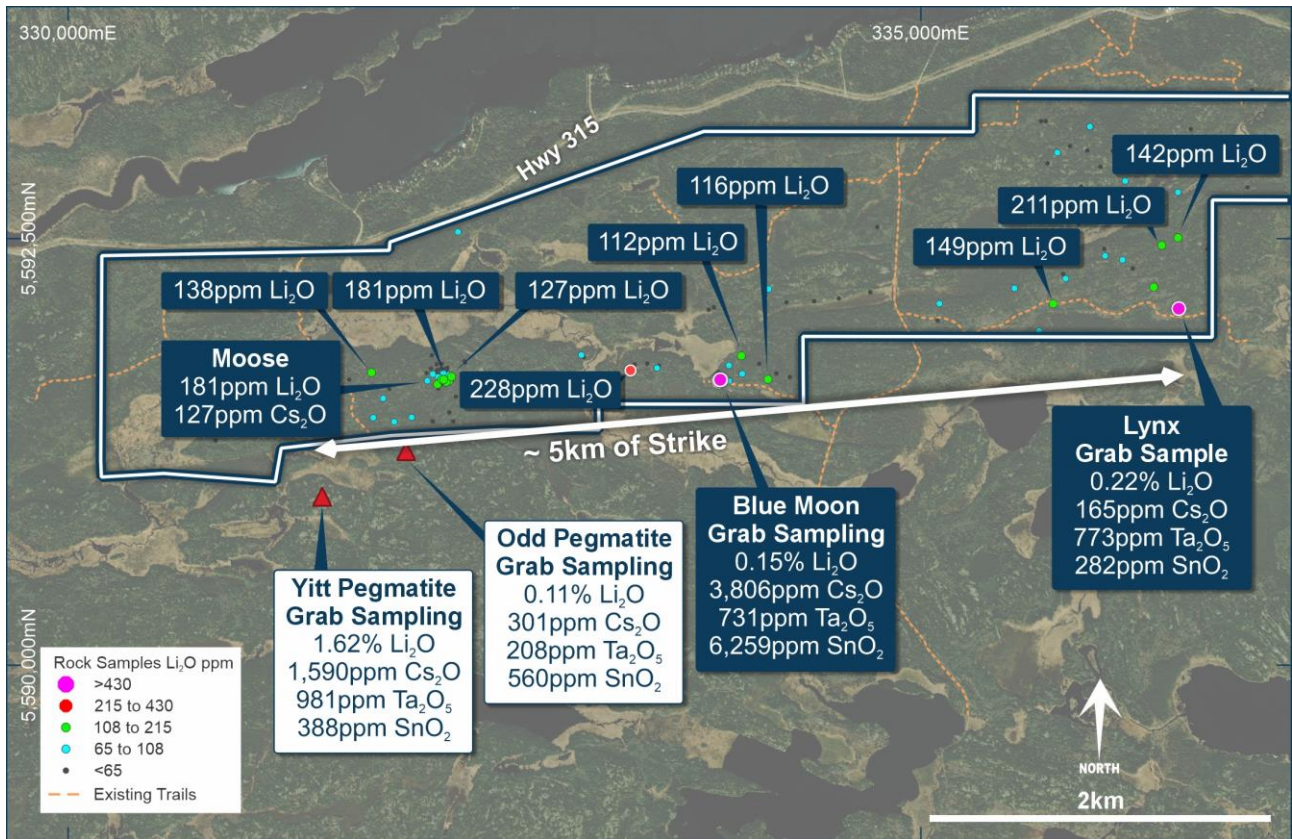 330,000mE
335,000mE
Hwy 315
5,592,500mN
142ppm Li₂O
116ppm Li₂O
211ppm Li₂O
112ppm Li₂O
149ppm Li₂O
138ppm Li₂O
181ppm Li₂O
127ppm Li₂O
Moose
181ppm Li₂O
127ppm Cs₂O
228ppm Li₂O
~ 5km of Strike
Lynx
Grab Sample
0.22% Li₂O
165ppm Cs₂O
773ppm Ta₂O₅
282ppm SnO₂
Blue Moon
Grab Sampling
0.15% Li₂O
3,806ppm Cs₂O
731ppm Ta₂O₅
6,259ppm SnO₂
Odd Pegmatite
Grab Sampling
0.11% Li₂O
301ppm Cs₂O
208ppm Ta₂O₅
560ppm SnO₂
Yitt Pegmatite
Grab Sampling
1.62% Li₂O
1,590ppm Cs₂O
981ppm Ta₂O₅
388ppm SnO₂
5,590,000mN
Rock Samples Li₂O ppm
>430
215 to 430
108 to 215
65 to 108
<65
Existing Trails
NORTH
2km